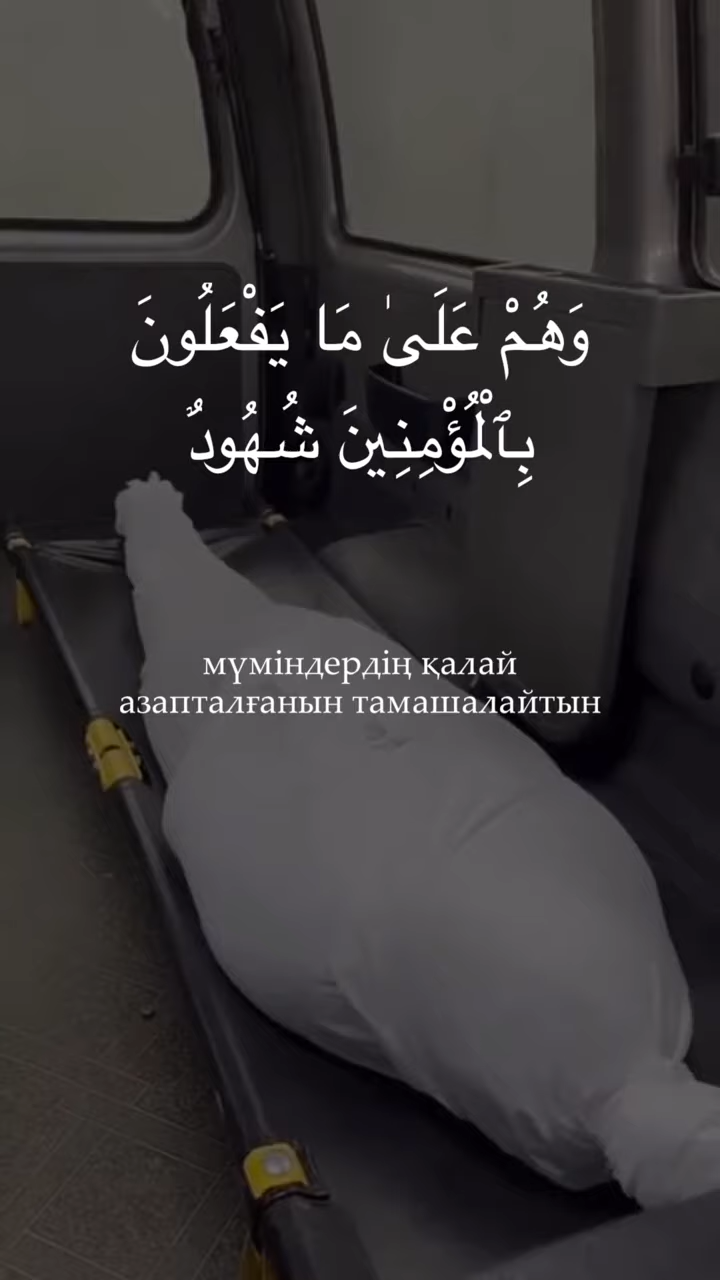 وَهُمْ عَلَىٰ مَا يَفْعَلُونَ
بِٱلْمُؤْمِنِينَ شُهُودٌ
мүміндердің қалай
азапталғанын тамашалайтын